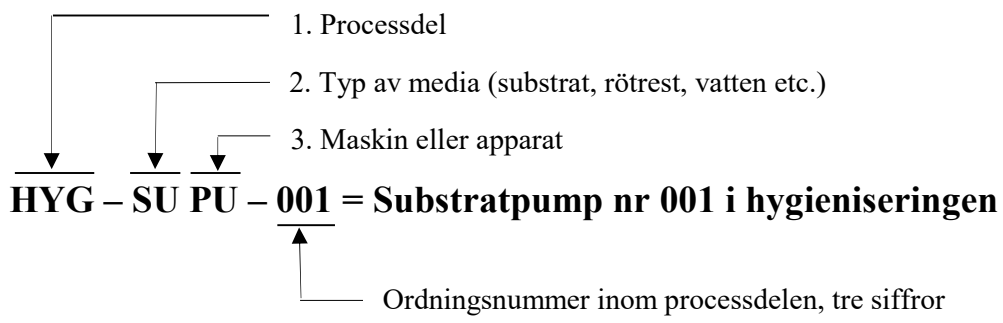 1. Processdel
2. Typ av media (substrat, rötrest, vatten etc.)
3. Maskin eller apparat
HYG – SU PU – 001 = Substratpump nr 001 i hygieniseringen
Ordningsnummer inom processdelen, tre siffror